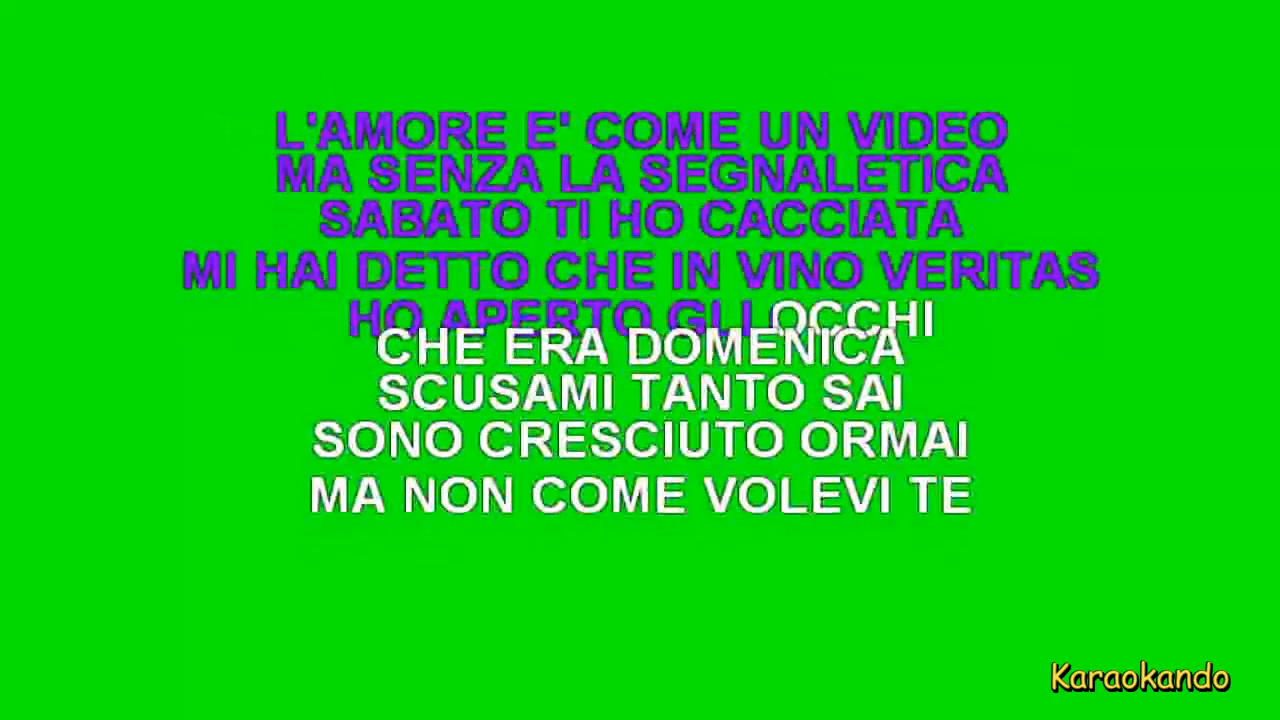 L'AMORE E' COME UN VIDEO
MA SENZA LA SEGNALETICA
SABATO TI HO CACCIATA
MI HAI DETTO CHE IN VINO VERITAS
HO APERTO GLI OCCHI
CHE ERA DOMENICA
SCUSAMI TANTO SAI
SONO CRESCIUTO ORMAI
MA NON COME VOLEVI TE
Karaokando